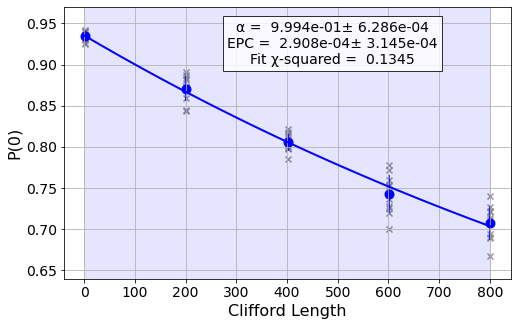 α = 9.994e-01± 6.286e-04
EPC = 2.908e-04± 3.145e-04
Fit χ-squared = 0.1345
0.95
0.90
0.85
0.80
0.75
0.70
0.65
P(0)
0 100 200 300 400 500 600 700 800
Clifford Length